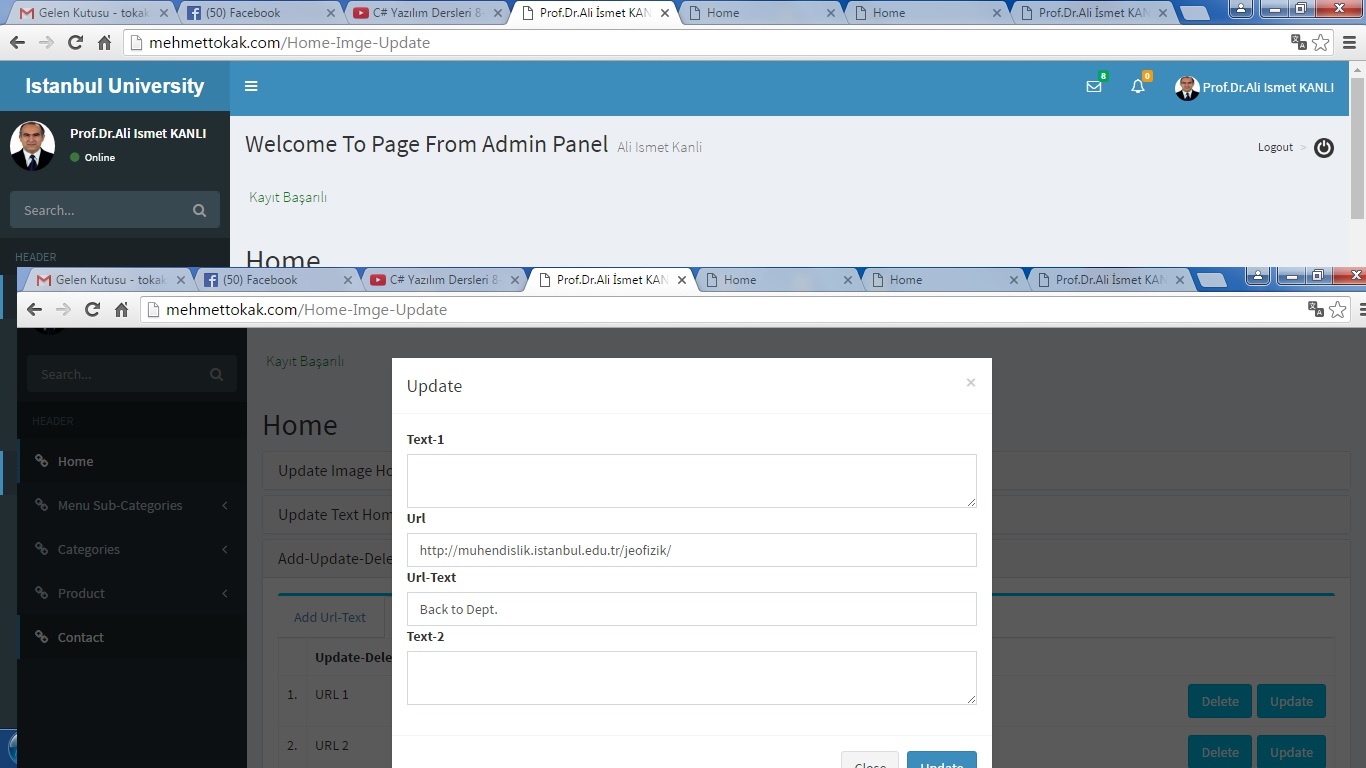 Gelen Kutusu - tokak
(50) Facebook
C# Yazılım Dersleri 8-
Prof.Dr.Ali İsmet KAN
Home
Home
Prof.Dr.Ali İsmet KAN
mehmettokak.com/Home-Imge-Update
Istanbul University
8
0
Prof.Dr.Ali Ismet KANLI
Prof.Dr.Ali Ismet KANLI
Online
Welcome To Page From Admin Panel Ali Ismet Kanli
Logout >
Kayıt Başarılı
Search...
HEADER
Home
Gelen Kutusu - tokak
(50) Facebook
C# Yazılım Dersleri 8-
Prof.Dr.Ali İsmet KAN
Home
Home
Prof.Dr.Ali İsmet KAN
mehmettokak.com/Home-Imge-Update
Search...
HEADER
Home
Menu Sub-Categories
Categories
Product
Contact
Kayıt Başarılı
Home
Update Image Ho
Update Text Hom
Add-Update-Dele
Add Url-Text
Update-Dele
1. URL 1
Delete
Update
2. URL 2
Delete
Update
Update
×
Text-1
Url
http://muhendislik.istanbul.edu.tr/jeofizik/
Url-Text
Back to Dept.
Text-2
Close
Update